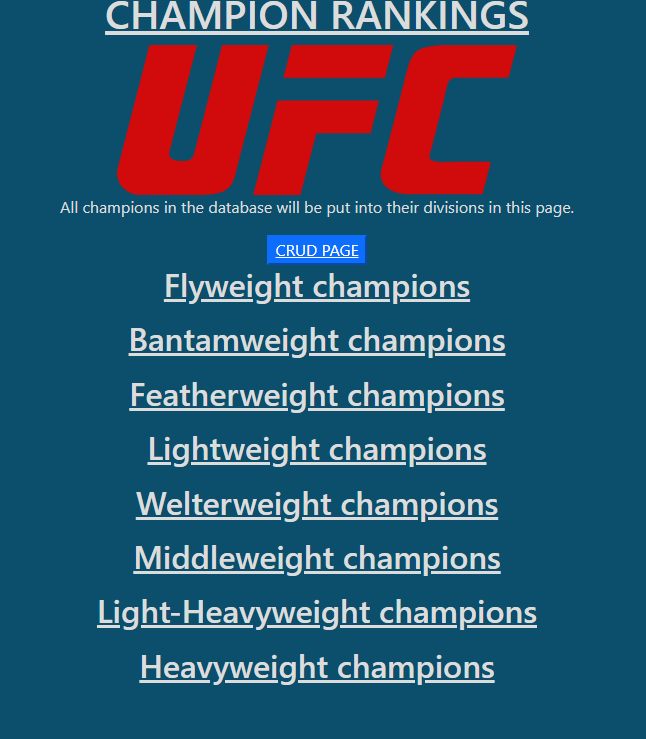 CHAMPION RANKINGS
UFC
All champions in the database will be put into their divisions in this page.
CRUD PAGE
Flyweight champions
Bantamweight champions
Featherweight champions
Lightweight champions
Welterweight champions
Middleweight champions
Light-Heavyweight champions
Heavyweight champions